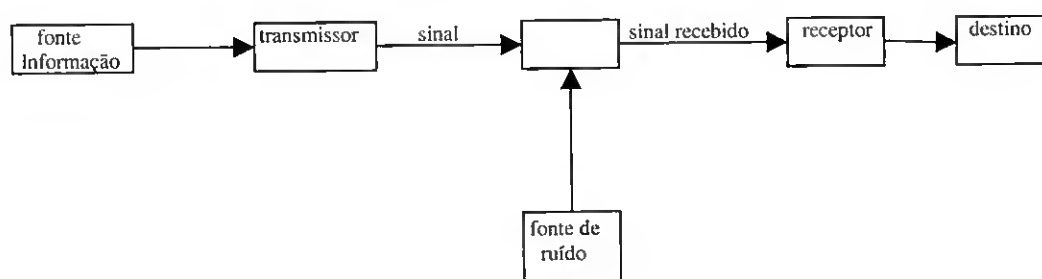 fonte
Informação
transmissor
sinal
sinal recebido
receptor
destino
fonte de
ruído